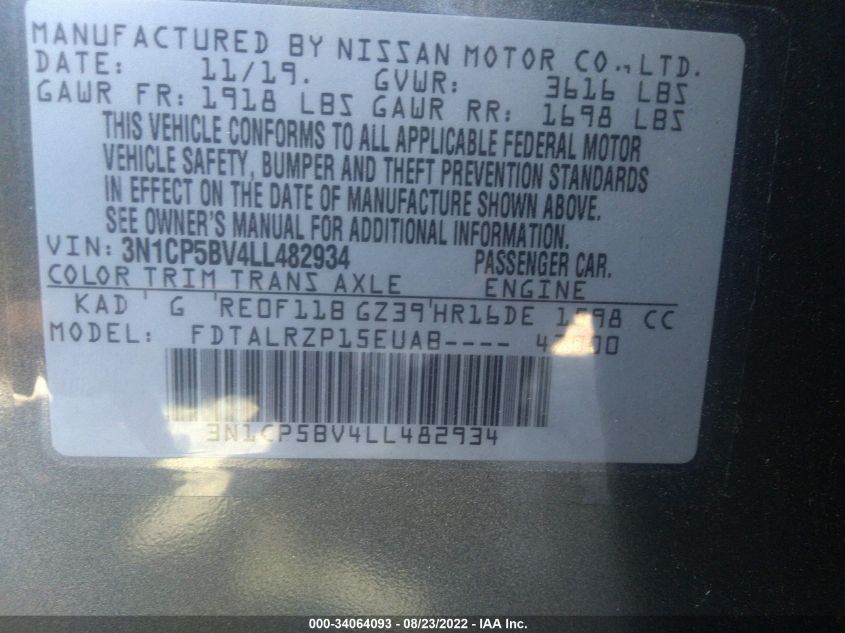 MANUFACTURED BY NISSAN MOTOR CO.,LTD.
DATE: 11/19. GVWR: 3616 LBS
GAWR FR: 1918 LBS GAWR RR: 1698 LBS
THIS VEHICLE CONFORMS TO ALL APPLICABLE FEDERAL MOTOR
VEHICLE SAFETY, BUMPER AND THEFT PREVENTION STANDARDS
IN EFFECT ON THE DATE OF MANUFACTURE SHOWN ABOVE.
SEE OWNER'S MANUAL FOR ADDITIONAL INFORMATION.
VIN: 3N1CP5BV4LL482934 PASSENGER CAR.
COLOR TRIM TRANS AXLE ENGINE
KAD ' G 'RE0F11B GZ39'HR16DE 1598 CC
MODEL: FDTALRZP15EUAB----
3N1CP5BV4LL482934
000-34064093 - 08/23/2022 - IAA Inc.